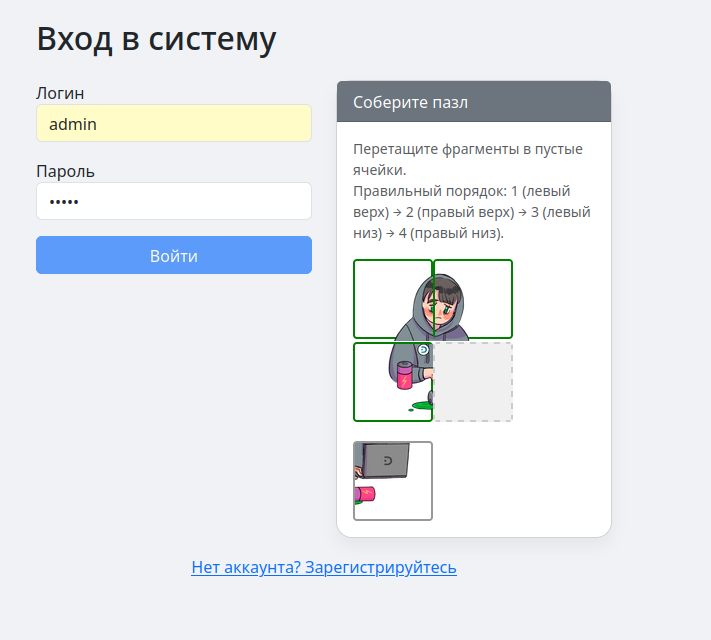 Вход в систему
Логин
admin
Пароль
•••••
Войти
Соберите пазл
Перетащите фрагменты в пустые
ячейки.
Правильный порядок: 1 (левый
верх) → 2 (правый верх) → 3 (левый
низ) → 4 (правый низ).
Нет аккаунта? Зарегистрируйтесь